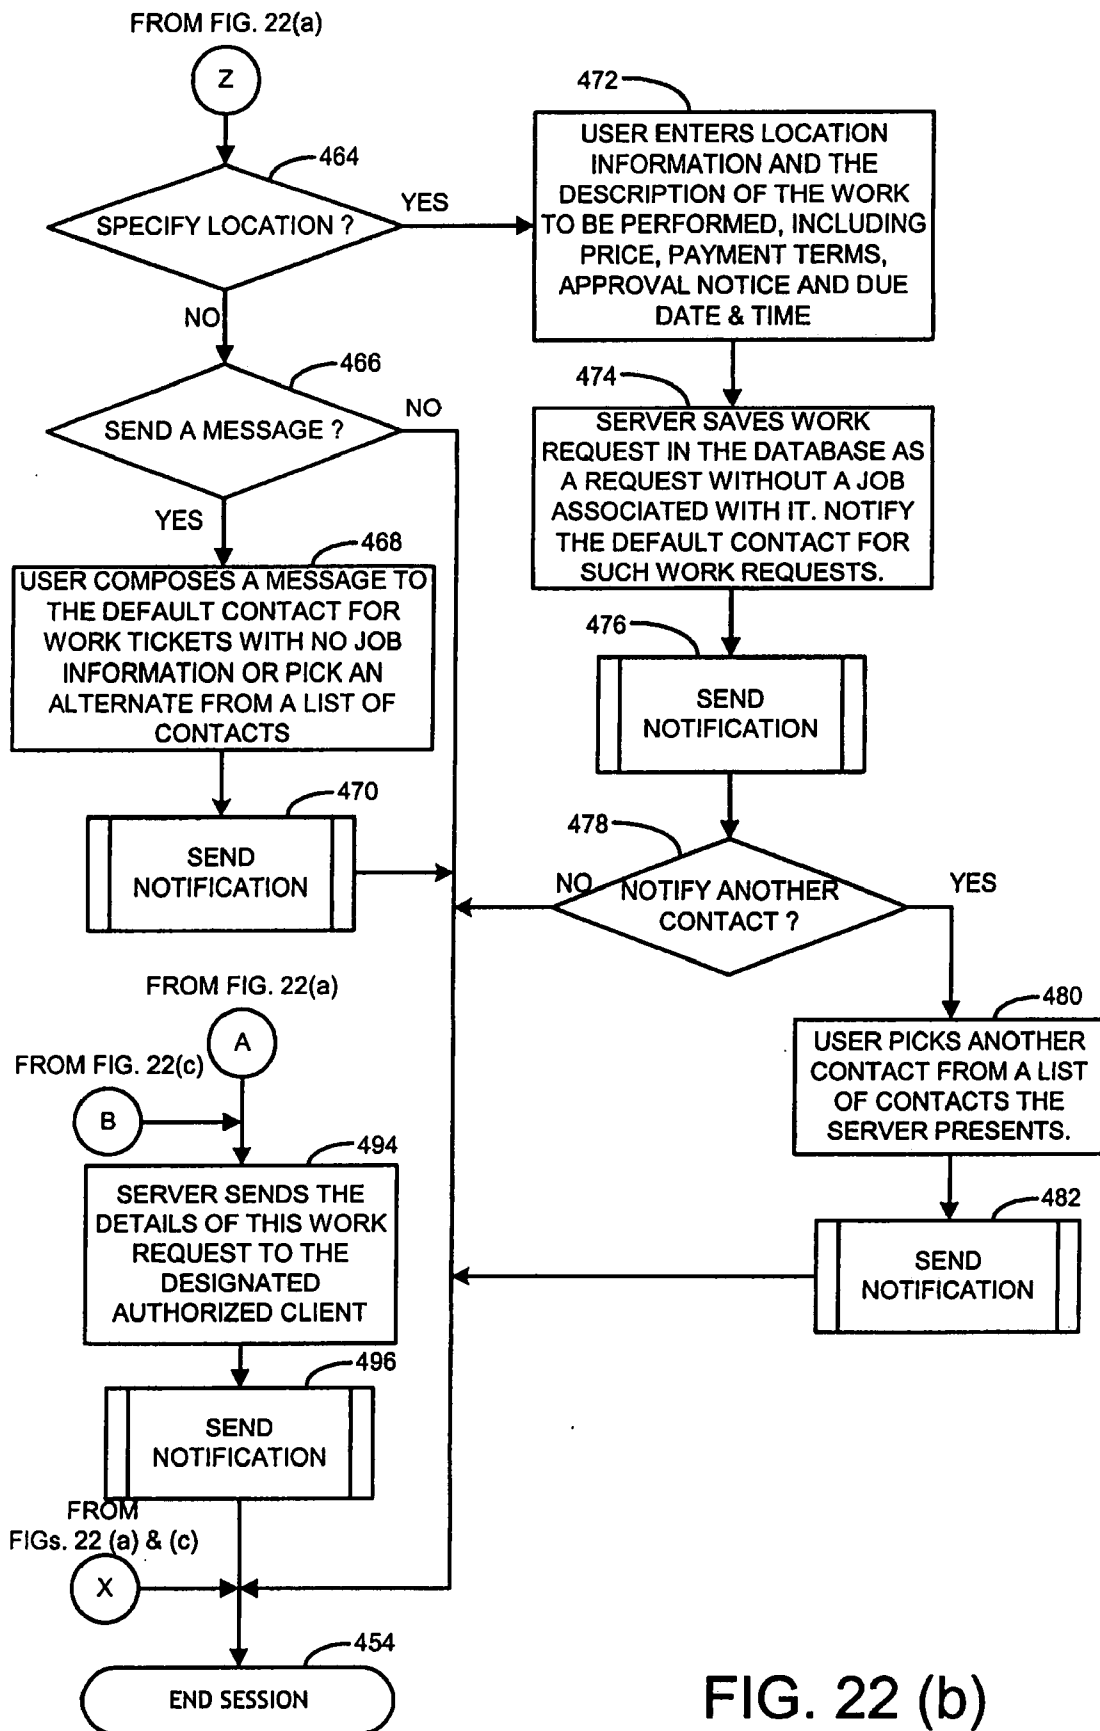 FROM FIG. 22(a)
Z
464
SPECIFY LOCATION ?
YES
NO
472
USER ENTERS LOCATION
INFORMATION AND THE
DESCRIPTION OF THE WORK
TO BE PERFORMED, INCLUDING
PRICE, PAYMENT TERMS,
APPROVAL NOTICE AND DUE
DATE & TIME
466
SEND A MESSAGE ?
NO
YES
474
SERVER SAVES WORK
REQUEST IN THE DATABASE AS
A REQUEST WITHOUT A JOB
ASSOCIATED WITH IT. NOTIFY
THE DEFAULT CONTACT FOR
SUCH WORK REQUESTS.
468
USER COMPOSES A MESSAGE TO
THE DEFAULT CONTACT FOR
WORK TICKETS WITH NO JOB
INFORMATION OR PICK AN
ALTERNATE FROM A LIST OF
CONTACTS
476
SEND
NOTIFICATION
470
SEND
NOTIFICATION
478
NOTIFY ANOTHER
CONTACT ?
NO
YES
480
USER PICKS ANOTHER
CONTACT FROM A LIST
OF CONTACTS THE
SERVER PRESENTS.
482
SEND
NOTIFICATION
FROM FIG. 22(a)
A
FROM FIG. 22(c)
B
494
SERVER SENDS THE
DETAILS OF THIS WORK
REQUEST TO THE
DESIGNATED
AUTHORIZED CLIENT
496
SEND
NOTIFICATION
FROM
FIGs. 22 (a) & (c)
X
454
END SESSION
FIG. 22 (b)